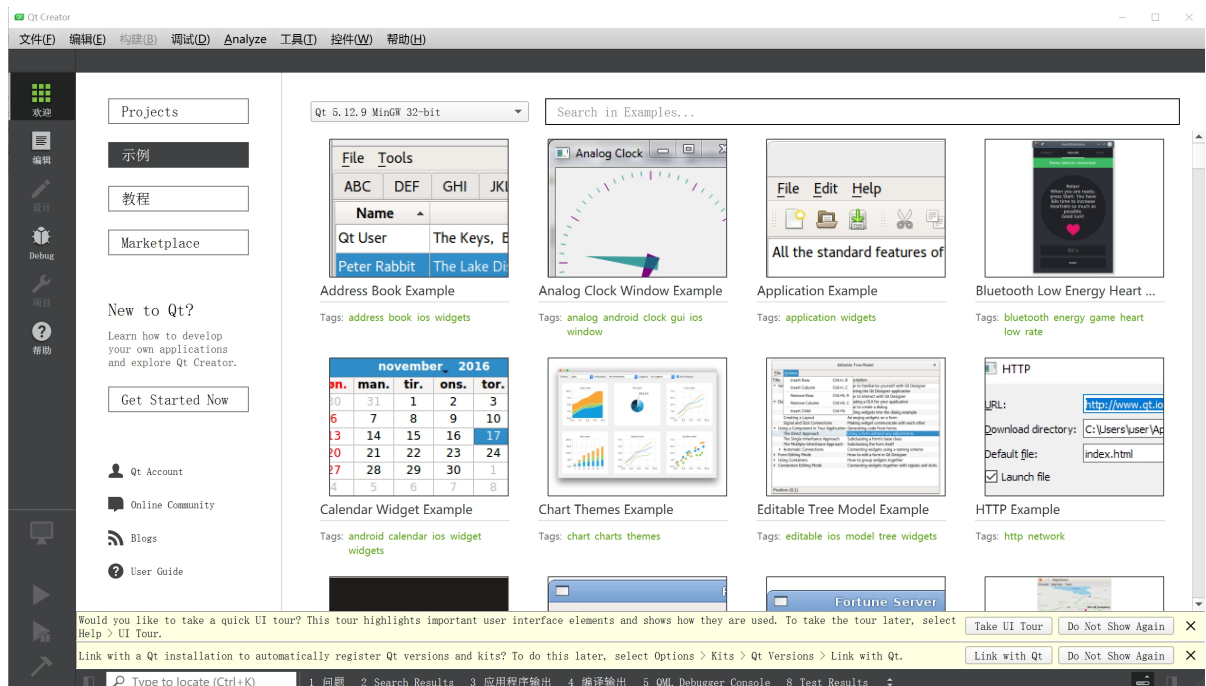 Qt Creator
文件(F) 编辑(E) 构建(B) 调试(D) Analyze 工具(T) 控件(W) 帮助(H)
欢迎
编辑
设计
Debug
项目
帮助
Projects
示例
教程
Marketplace
New to Qt?
Learn how to develop
your own applications
and explore Qt Creator.
Get Started Now
Qt Account
Online Community
Blogs
User Guide
Qt 5.12.9 MinGW 32-bit
Search in Examples...
File Tools
ABC DEF GHI JKL
Name
Qt User The Keys, B
Peter Rabbit The Lake Dis
Address Book Example
Tags: address book ios widgets
Analog Clock
Analog Clock Window Example
Tags: analog android clock gui ios
window
File Edit Help
All the standard features of
Application Example
Tags: application widgets
Bluetooth Low Energy Heart ...
Tags: bluetooth energy game heart
low rate
november 2016
øn. man. tir. ons. tor.
30 31 1 2 3
6 7 8 9 10
13 14 15 16 17
20 21 22 23 24
27 28 29 30 1
4 5 6 7 8
Calendar Widget Example
Tags: android calendar ios widget
widgets
Chart Themes Example
Tags: chart charts themes
Editable Tree Model
Insert Row
Insert Column
Remove Row
Remove Column
Insert Child
Editable Tree Model Example
Tags: editable ios model tree widgets
HTTP
URL: http://www.qt.io
Download directory: C:\Users\user\Ap
Default file: index.html
Launch file
HTTP Example
Tags: http network
Fortune Server
Would you like to take a quick UI tour? This tour highlights important user interface elements and shows how they are used. To take the tour later, select
Help > UI Tour.
Take UI Tour Do Not Show Again
Link with a Qt installation to automatically register Qt versions and kits? To do this later, select Options > Kits > Qt Versions > Link with Qt.
Link with Qt Do Not Show Again
Type to locate (Ctrl+K) 1 问题 2 Search Results 3 应用程序输出 4 编译输出 5 QML Debugger Console 8 Test Results